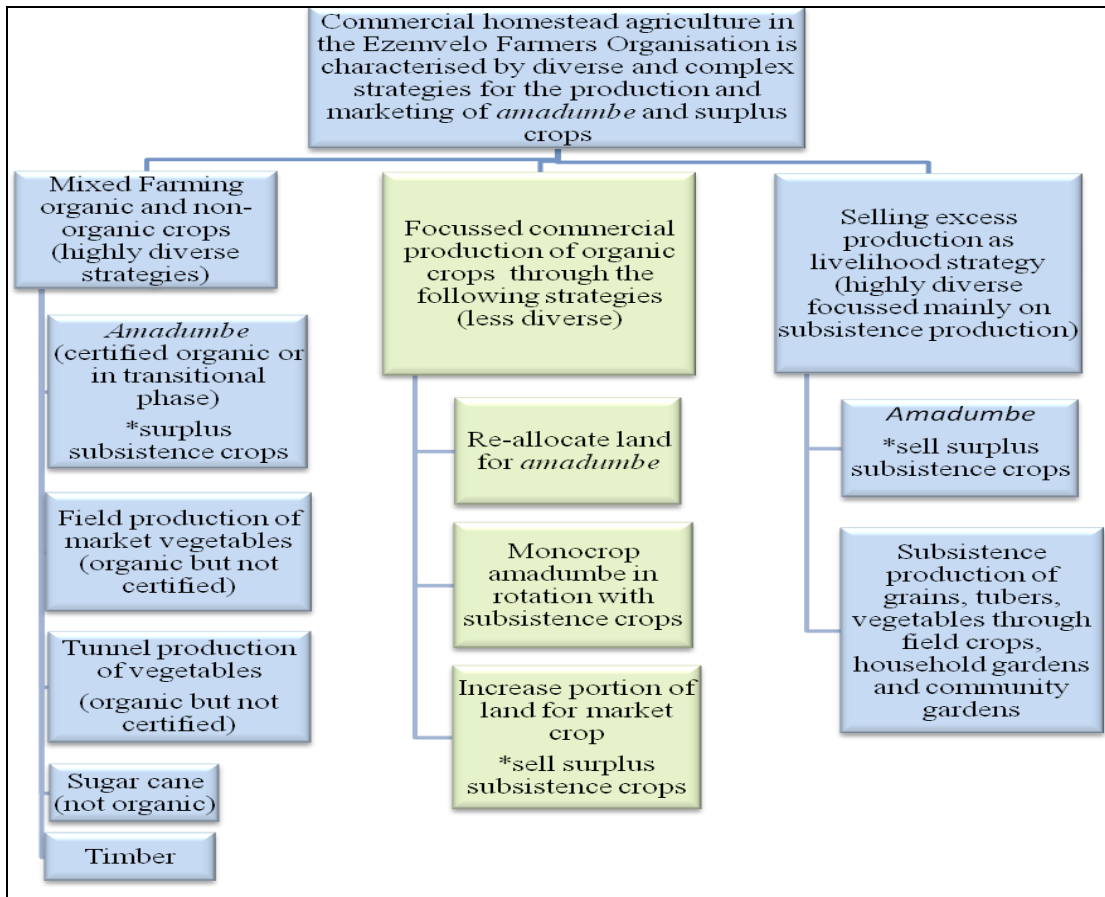 Commercial homestead agriculture in
the Ezemvelo Farmers Organisation is
characterised by diverse and complex
strategies for the production and
marketing of amadumbe and surplus
crops
Mixed Farming
organic and non-
organic crops
(highly diverse
strategies)
Amadumbe
(certified organic or
in transitional
phase)
*surplus
subsistence crops
Field production of
market vegetables
(organic but not
certified)
Tunnel production
of vegetables
(organic but not
certified)
Sugar cane
(not organic)
Timber
Focussed commercial
production of organic
crops through the
following strategies
(less diverse)
Re-allocate land
for amadumbe
Monocrop
amadumbe in
rotation with
subsistence crops
Increase portion of
land for market
crop
*sell surplus
subsistence crops
Selling excess
production as
livelihood strategy
(highly diverse
focussed mainly on
subsistence production)
Amadumbe
*sell surplus
subsistence crops
Subsistence
production of
grains, tubers,
vegetables through
field crops,
household gardens
and community
gardens